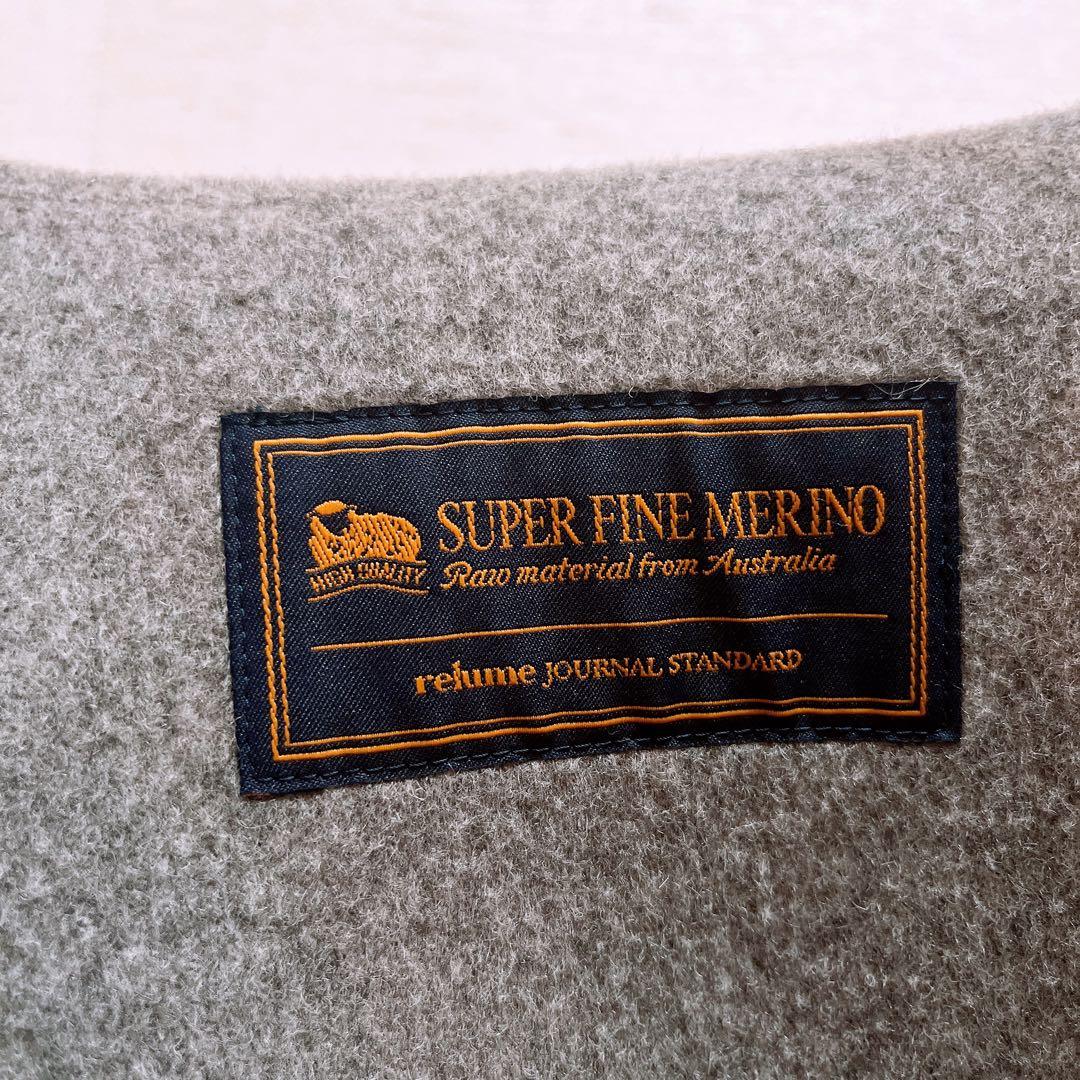 HIGH QUALITY
SUPER FINE MERINO
Raw material from Australia
relume JOURNAL STANDARD